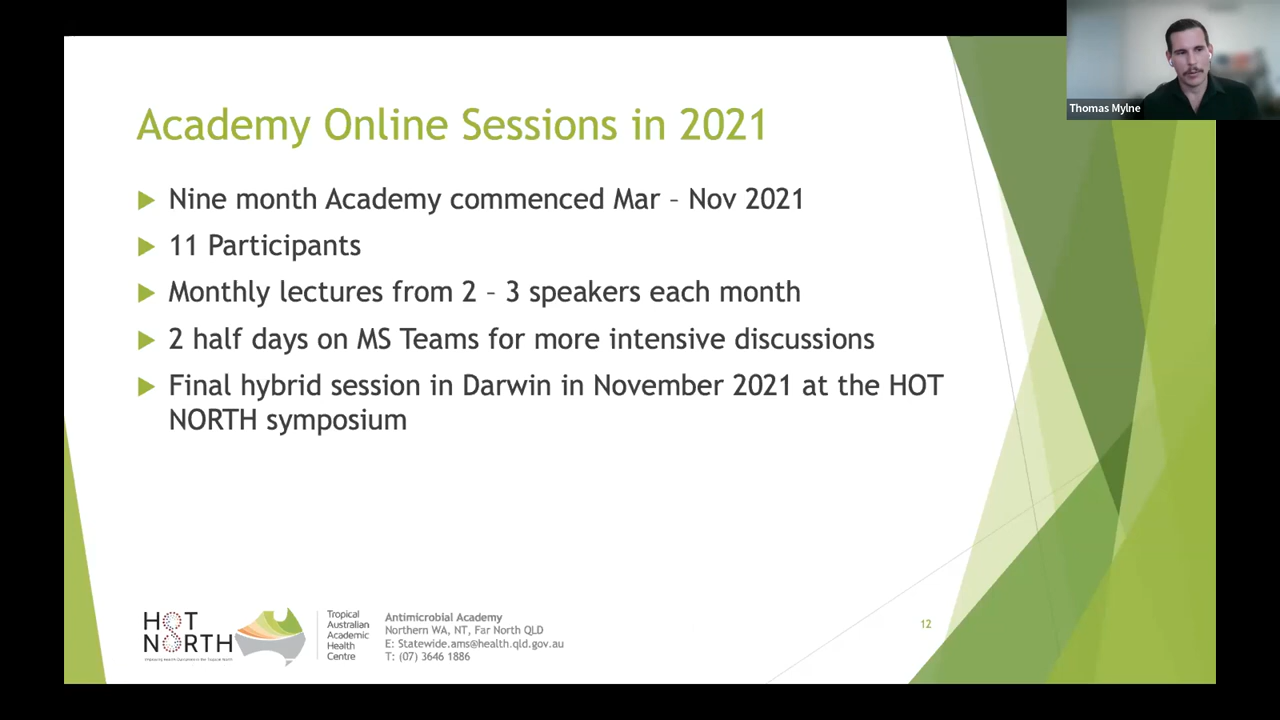 Thomas Mylne
Academy Online Sessions in 2021
Nine month Academy commenced Mar – Nov 2021
11 Participants
Monthly lectures from 2 – 3 speakers each month
2 half days on MS Teams for more intensive discussions
Final hybrid session in Darwin in November 2021 at the HOT
NORTH symposium
HOT
NORTH
Tropical
Australian
Academic
Health
Centre
Antimicrobial Academy
Northern WA, NT, Far North QLD
E: Statewide.ams@health.qld.gov.au
T: (07) 3646 1886
12